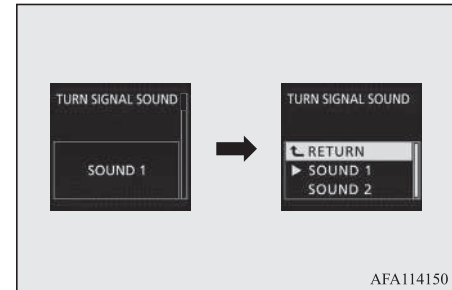 TURN SIGNAL SOUND
SOUND 1
TURN SIGNAL SOUND
RETURN
SOUND 1
SOUND 2
AFA114150